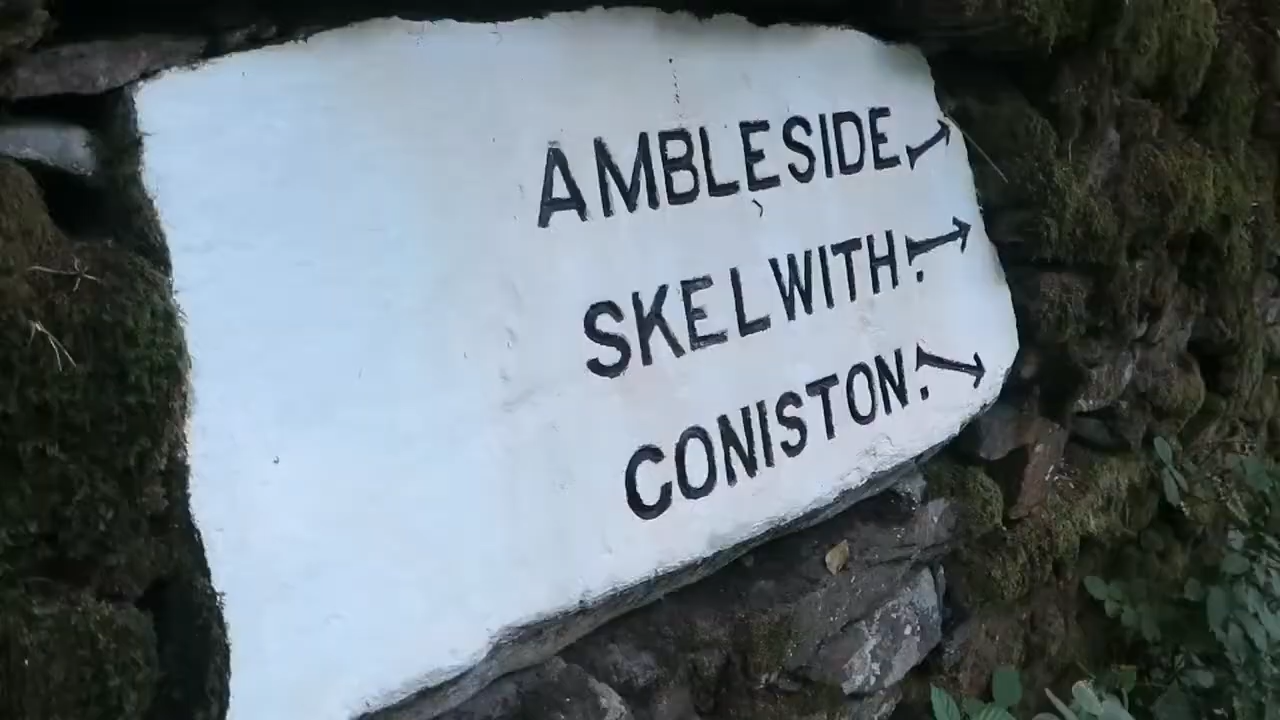 AMBLESIDE →
SKELWITH. →
CONISTON. →